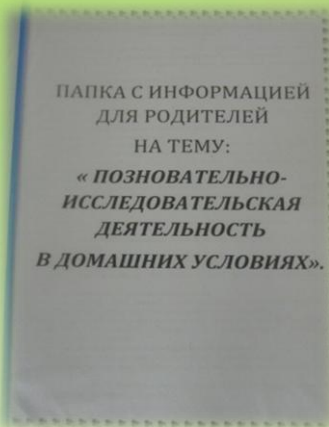 ПАПКА С ИНФОРМАЦИЕЙ
ДЛЯ РОДИТЕЛЕЙ
НА ТЕМУ:
« ПОЗНОВАТЕЛЬНО-
ИССЛЕДОВАТЕЛЬСКАЯ
ДЕЯТЕЛЬНОСТЬ
В ДОМАШНИХ УСЛОВИЯХ».